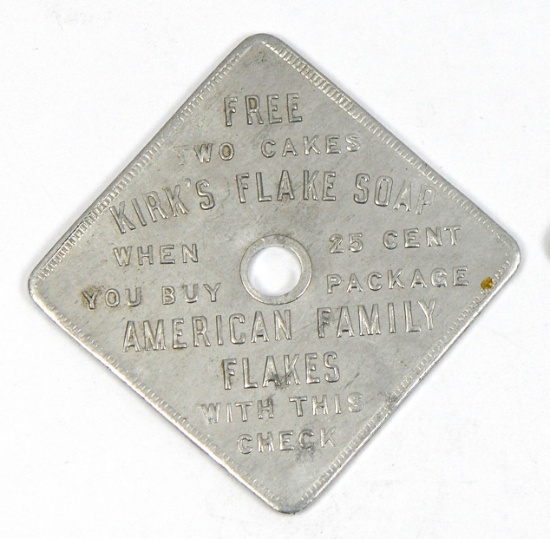 FREE
TWO CAKES
KIRK'S FLAKE SOAP
WHEN 25 CENT
YOU BUY PACKAGE
AMERICAN FAMILY
FLAKES
WITH THIS
CHECK